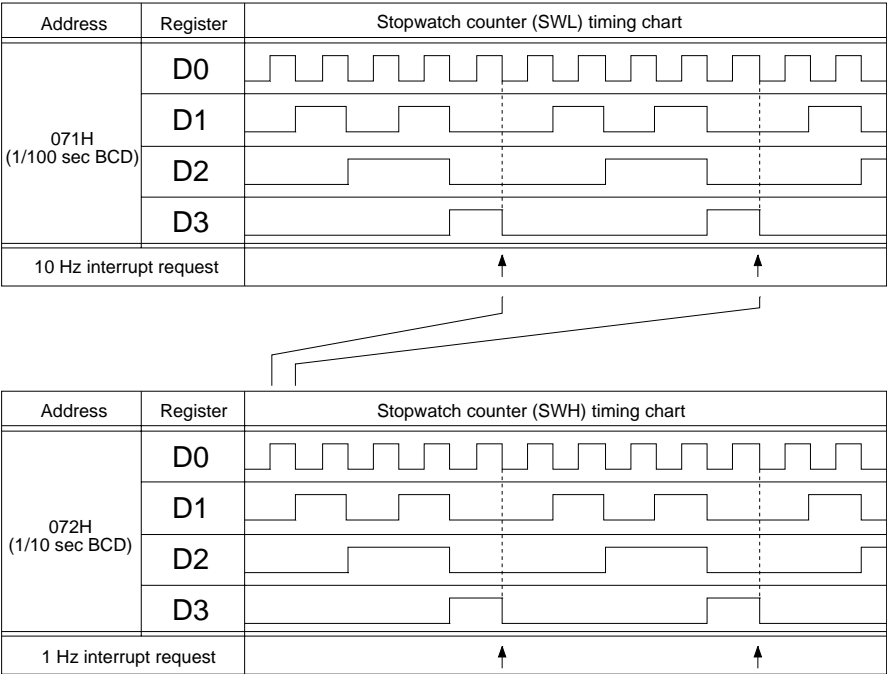 Address Register Stopwatch counter (SWL) timing chart
071H
(1/100 sec BCD)
D0
D1
D2
D3
10 Hz interrupt request
Address Register Stopwatch counter (SWH) timing chart
072H
(1/10 sec BCD)
D0
D1
D2
D3
1 Hz interrupt request